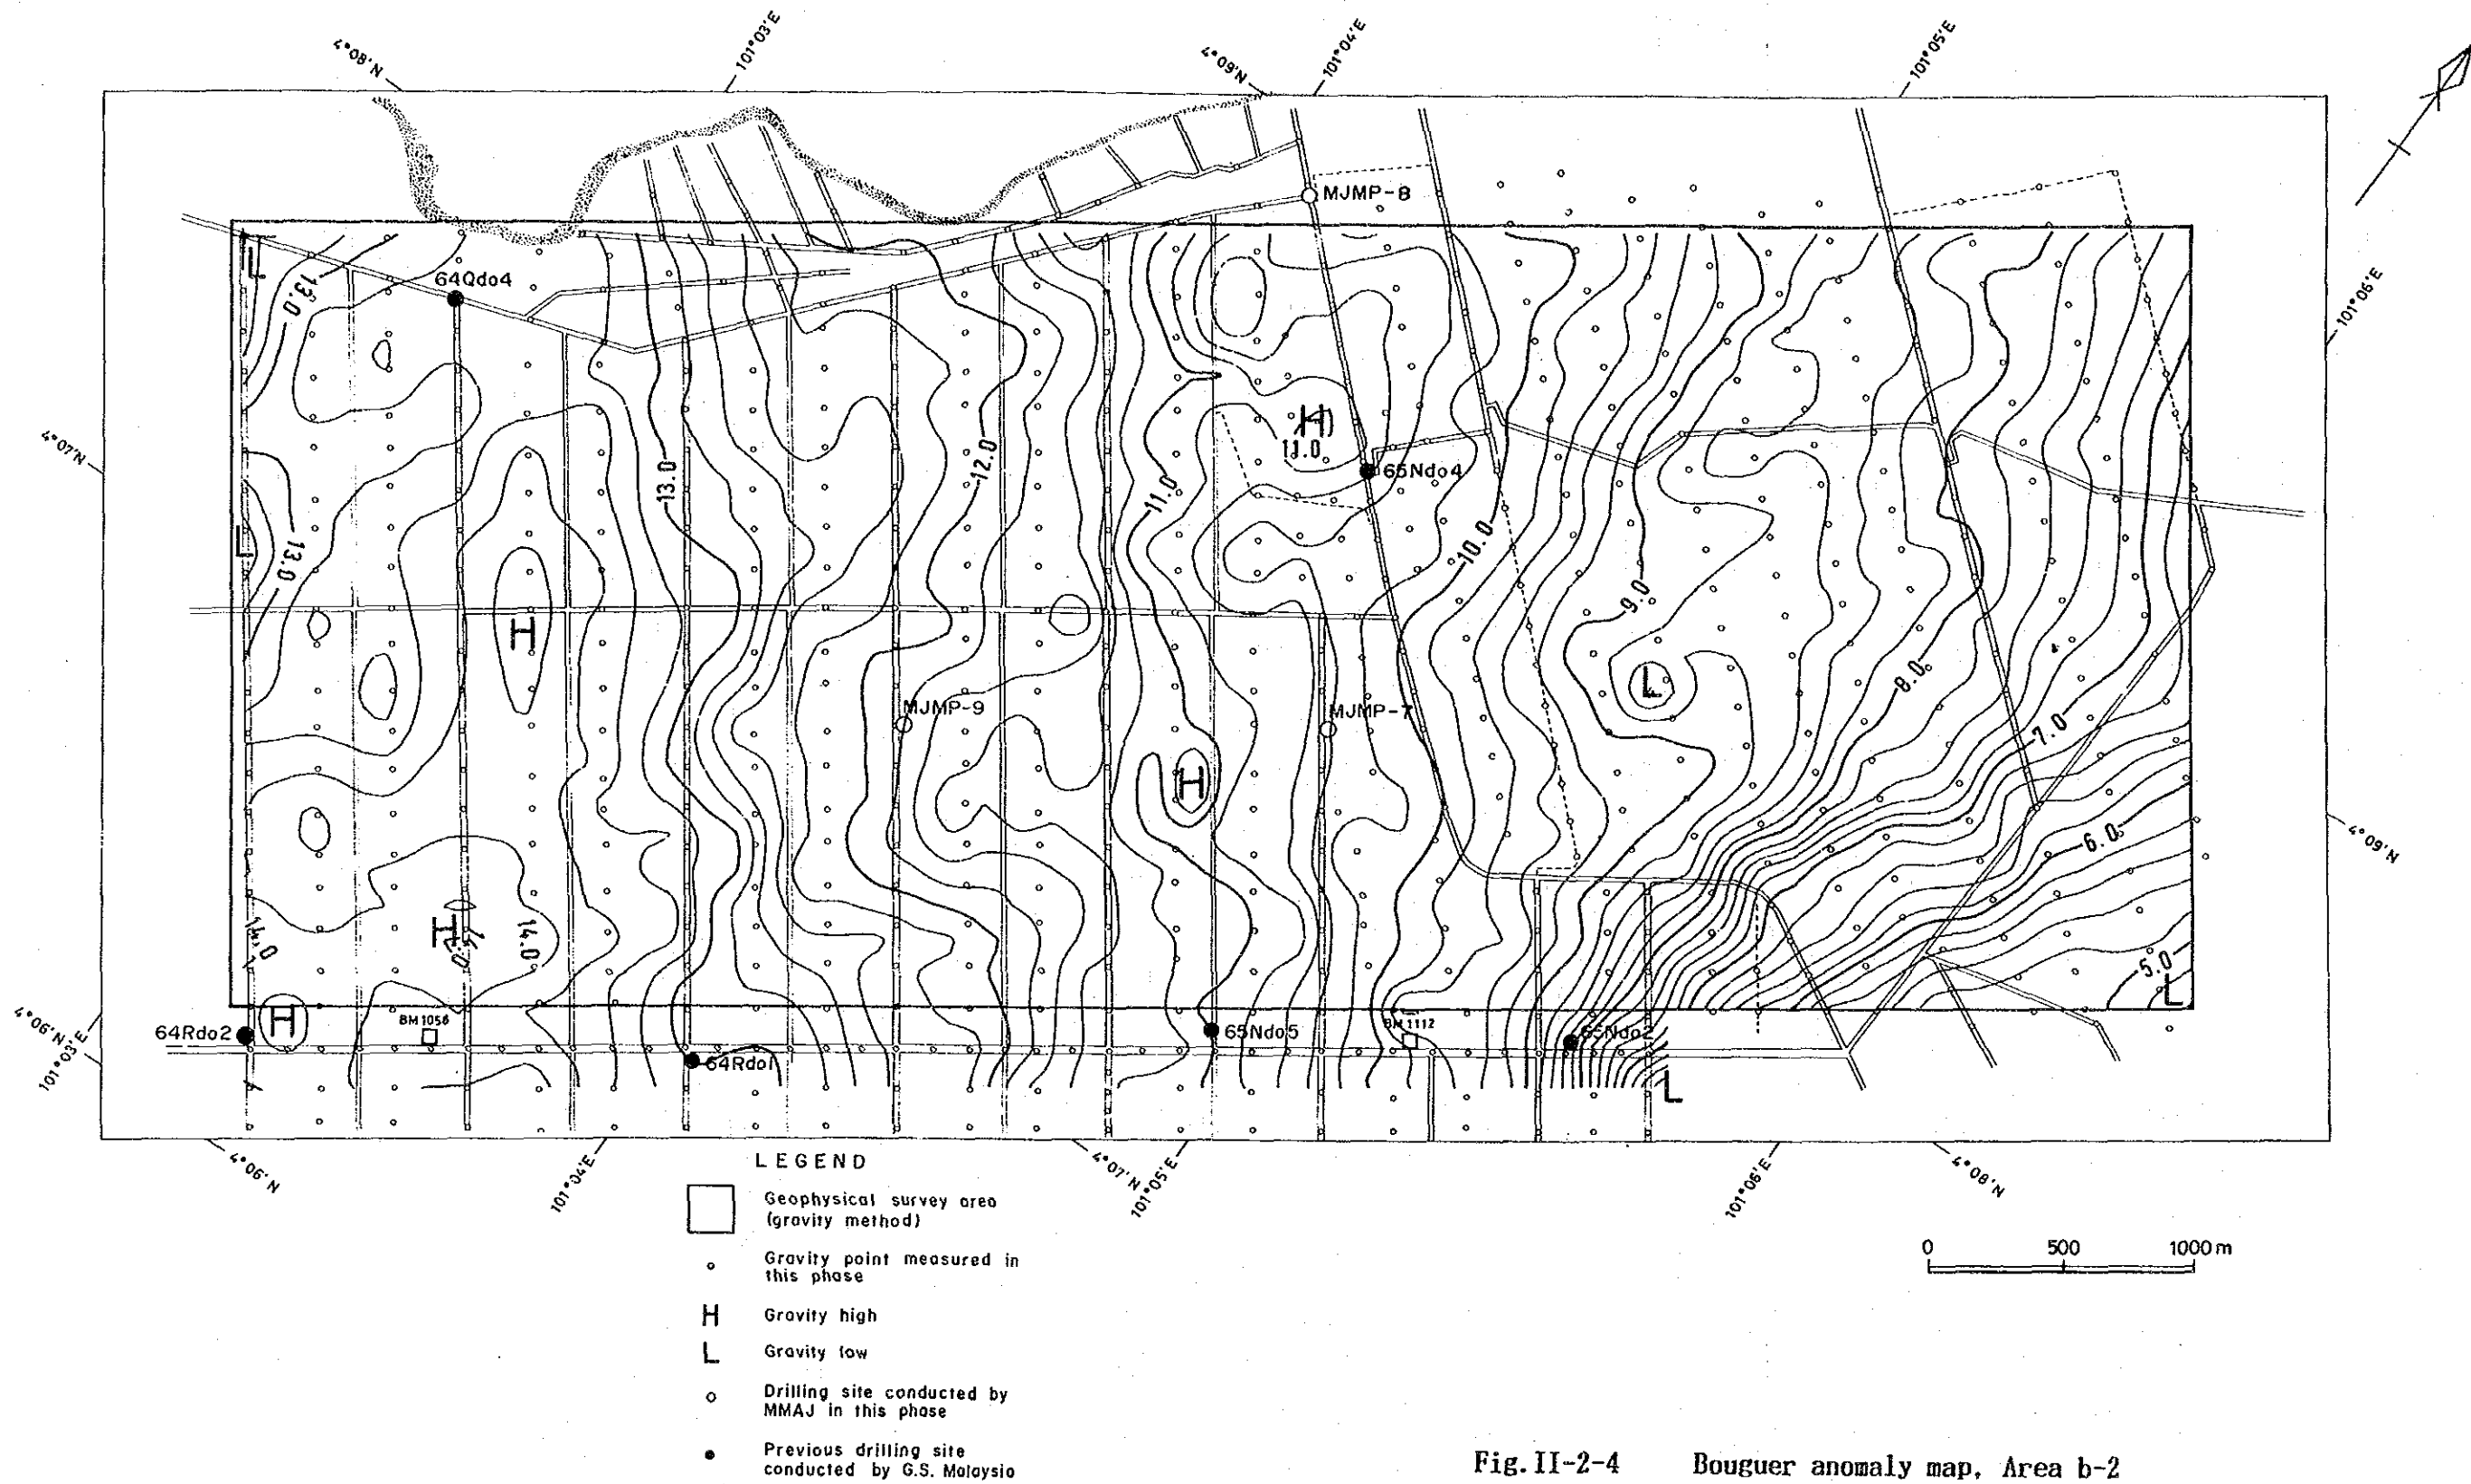 4°08'N
101°03'E
4°09'N
101°04'E
101°05'E
MJMP-8
L
13.0
64Qdo4
101°06'E
4°07'N
H
11.0
65Ndo4
12.0
13.0
11.0
L
13.0
10.0
9.0
H
L
8.0
MJMP-9
MJMP-7
7.0
H
6.0
4°09'N
14.0
H
14.0
5.0
L
4°06'N
101°03'E
64Rdo2
H
BM1056
64Rdo1
65Ndo5
BM1112
65Ndo2
L
4°06'N
101°04'E
4°07'N
101°05'E
101°06'E
4°08'N
LEGEND
Geophysical survey area
(gravity method)
Gravity point measured in
this phase
H Gravity high
L Gravity low
Drilling site conducted by
MMAJ in this phase
Previous drilling site
conducted by G.S. Malaysia
0 500 1000m
Fig.II-2-4 Bouguer anomaly map, Area b-2